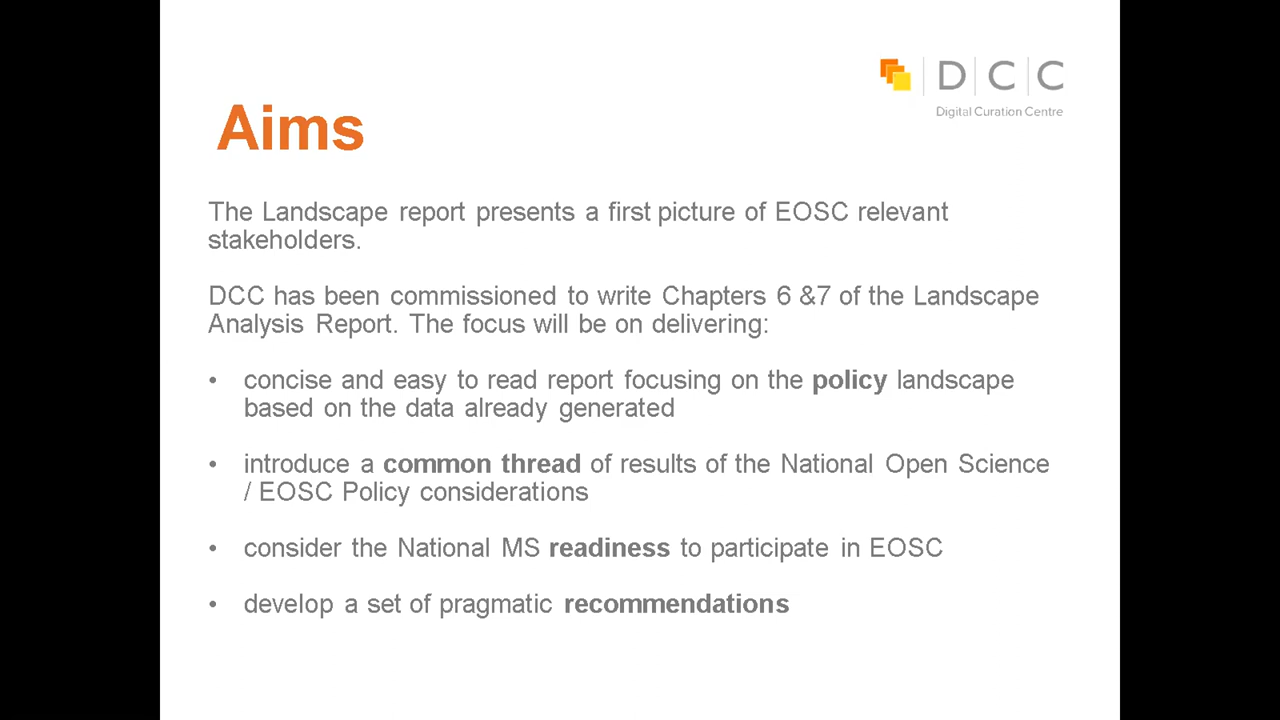 D C C
Digital Curation Centre
Aims
The Landscape report presents a first picture of EOSC relevant
stakeholders.
DCC has been commissioned to write Chapters 6 &7 of the Landscape
Analysis Report. The focus will be on delivering:
• concise and easy to read report focusing on the policy landscape
based on the data already generated
• introduce a common thread of results of the National Open Science
/ EOSC Policy considerations
• consider the National MS readiness to participate in EOSC
• develop a set of pragmatic recommendations